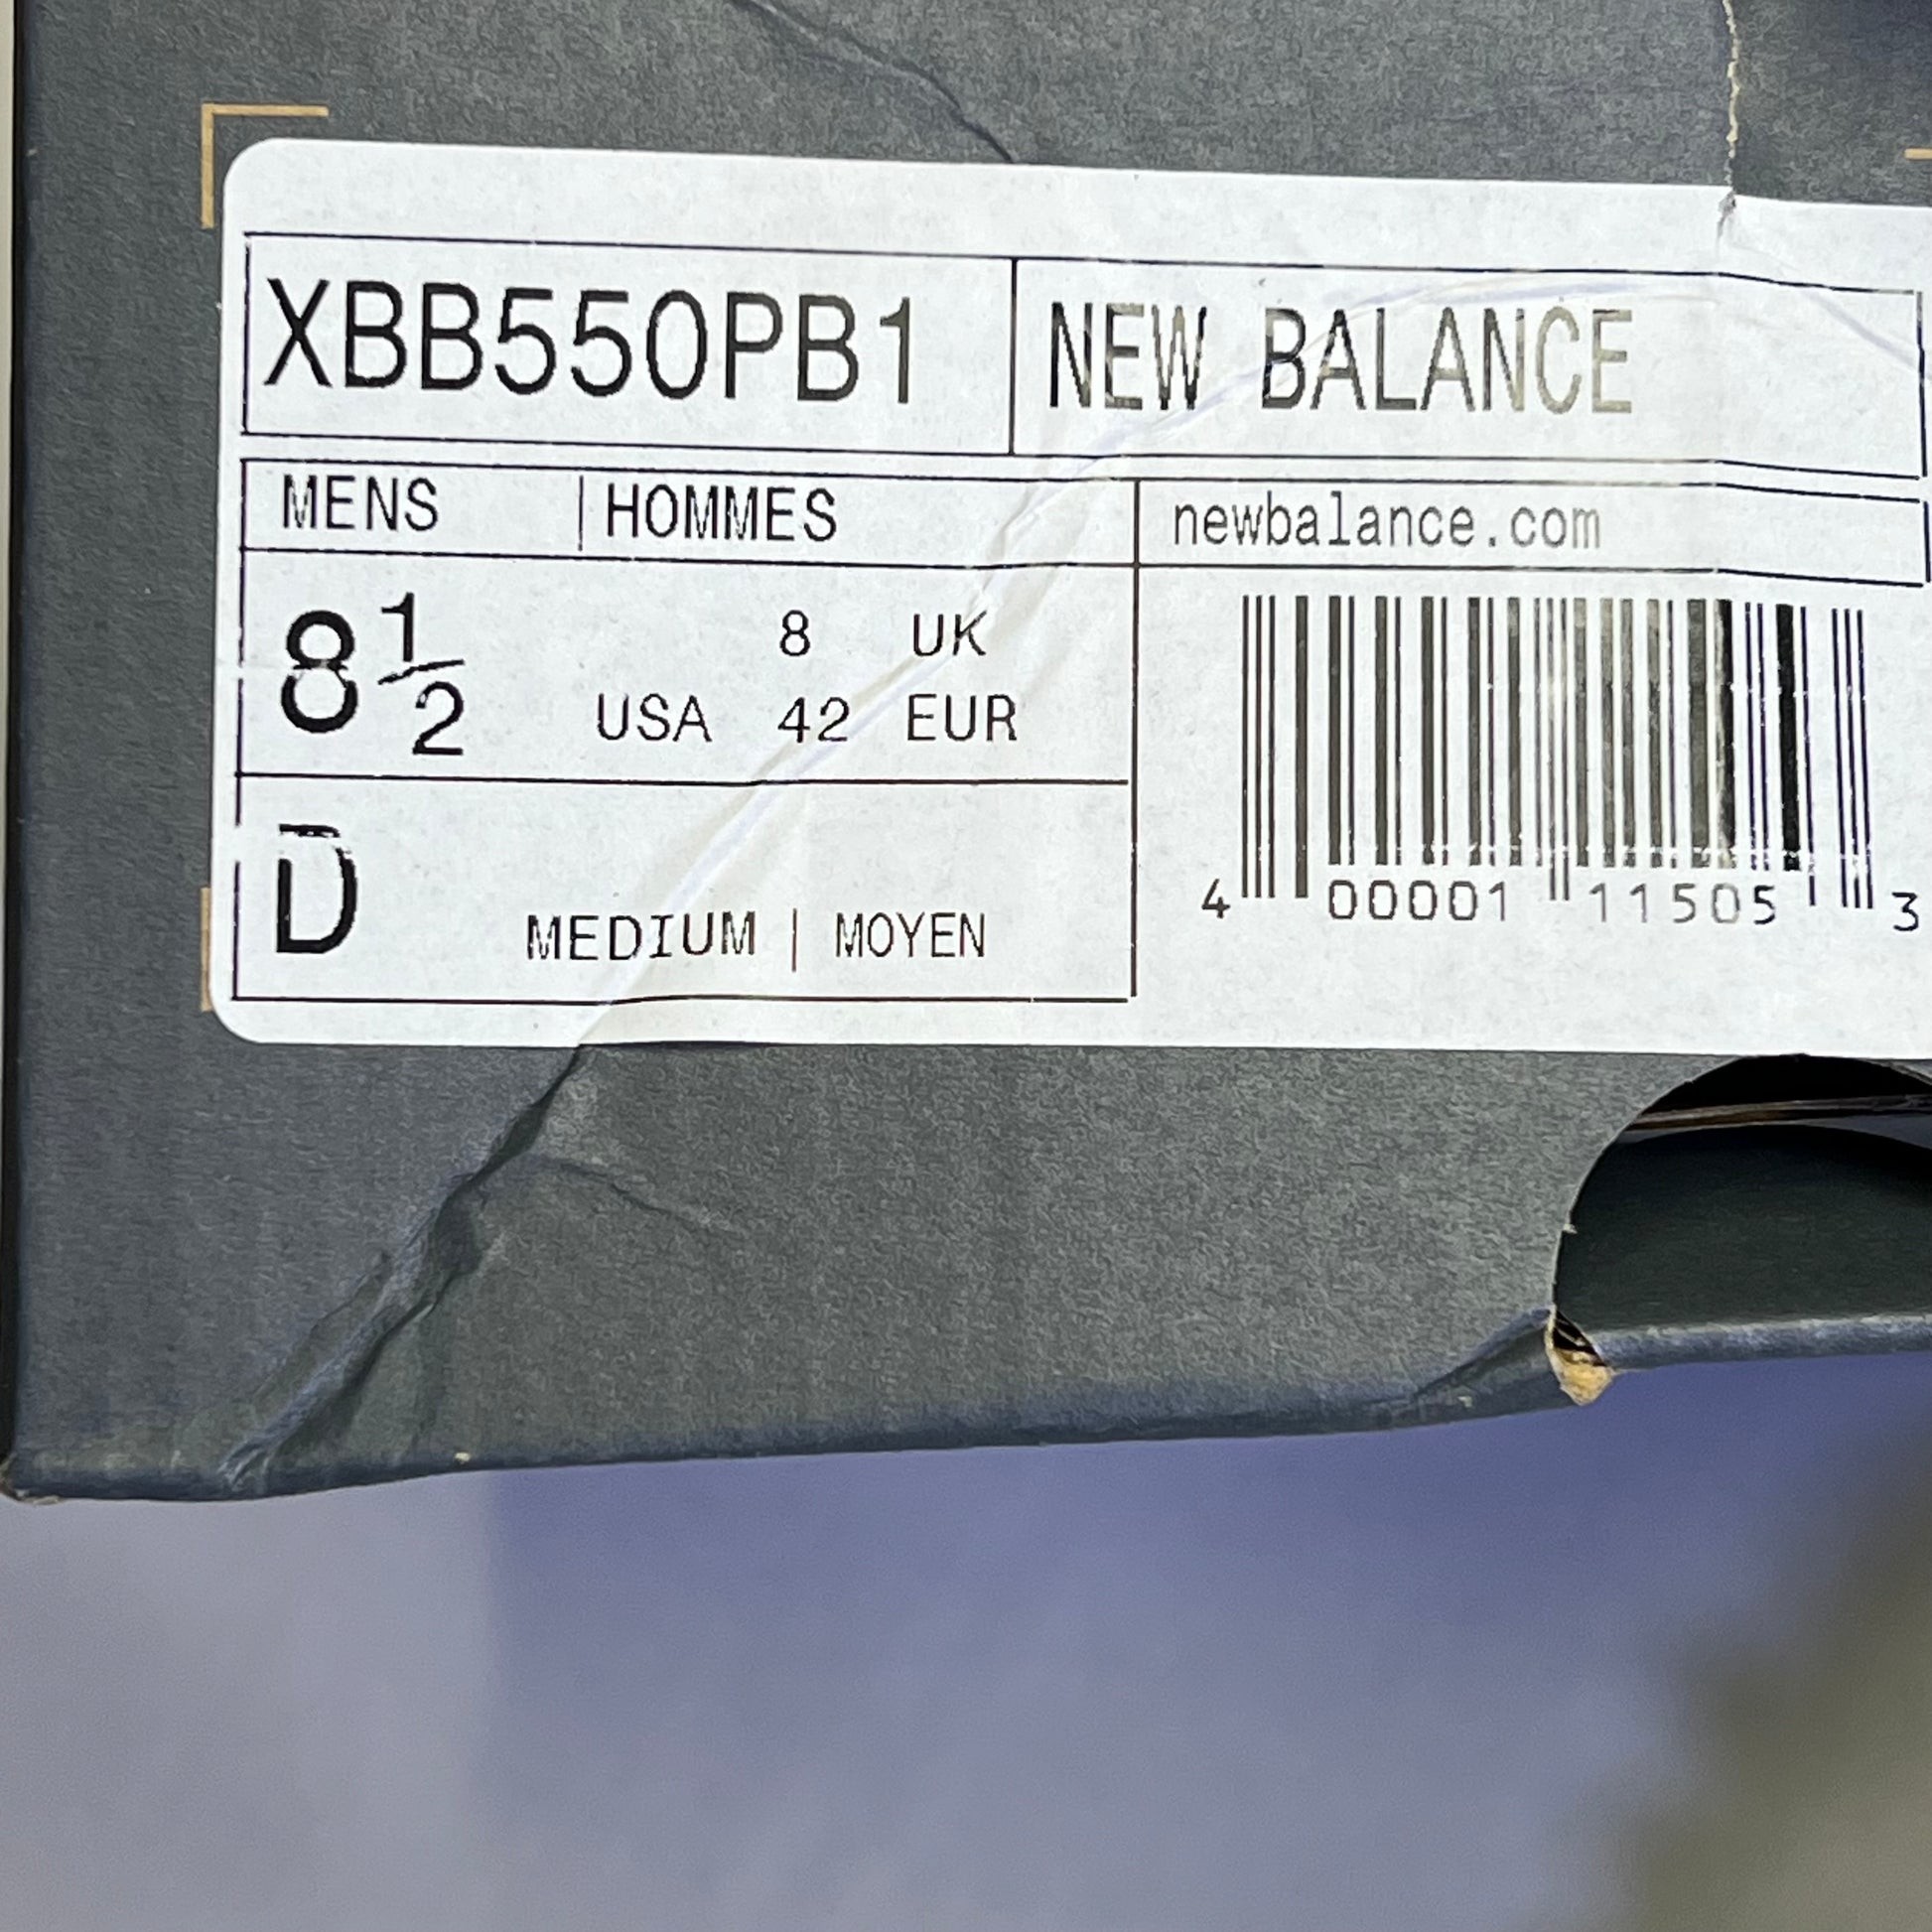 XBB550PB1 NEW BALANCE
MENS | HOMMES newbalance.com
8 1/2 8 UK
USA 42 EUR
D MEDIUM | MOYEN
4 00001 11505 3